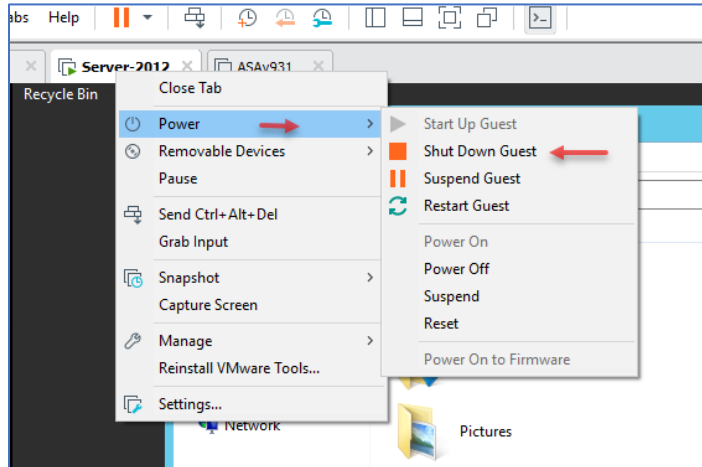 abs Help
Server-2012
ASAv931
Recycle Bin
Close Tab
Power
Removable Devices
Pause
Send Ctrl+Alt+Del
Grab Input
Snapshot
Capture Screen
Manage
Reinstall VMware Tools...
Settings...
Start Up Guest
Shut Down Guest
Suspend Guest
Restart Guest
Power On
Power Off
Suspend
Reset
Power On to Firmware
Network
Pictures